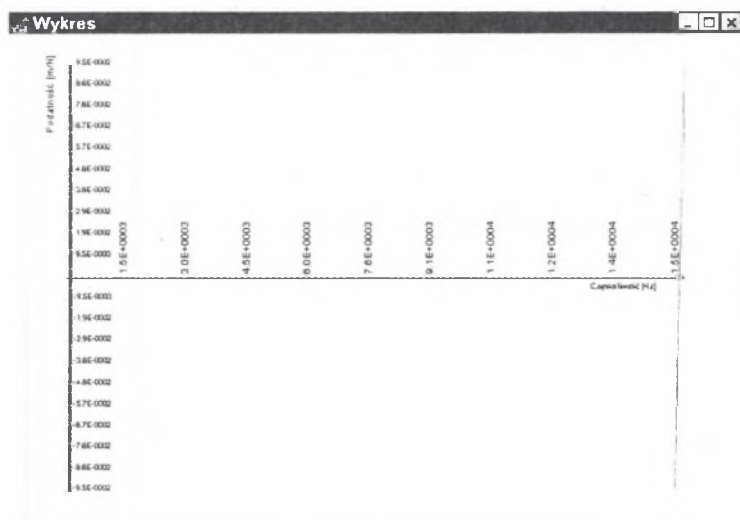 Wykres
Podatność [m/N]
9.5E-0002
8.6E-0002
7.6E-0002
6.7E-0002
5.7E-0002
4.8E-0002
3.8E-0002
2.9E-0002
1.9E-0002
9.5E-0003
1.5E+0003
3.0E+0003
4.5E+0003
6.0E+0003
7.6E+0003
9.1E+0003
1.1E+0004
1.2E+0004
1.4E+0004
1.5E+0004
Częstotliwość [Hz]
-9.5E-0003
-1.9E-0002
-2.9E-0002
-3.8E-0002
-4.8E-0002
-5.7E-0002
-6.7E-0002
-7.6E-0002
-8.6E-0002
-9.5E-0002